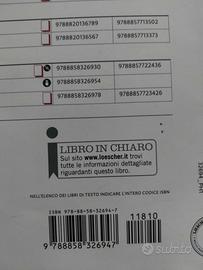 9788820136789 9788857713502
9788820136567 9788857713373
9788858326930 9788857722436
9788858326954
9788858326978 9788857723426
LIBRO IN CHIARO
Sul sito www.loescher.it trovi
tutte le informazioni dettagliate
riguardanti questo libro.
NELL'ELENCO DEI LIBRI DI TESTO INDICARE L'INTERO CODICE ISBN
ISBN 978-88-58-32694-7
11810
9 788858 326947
subito